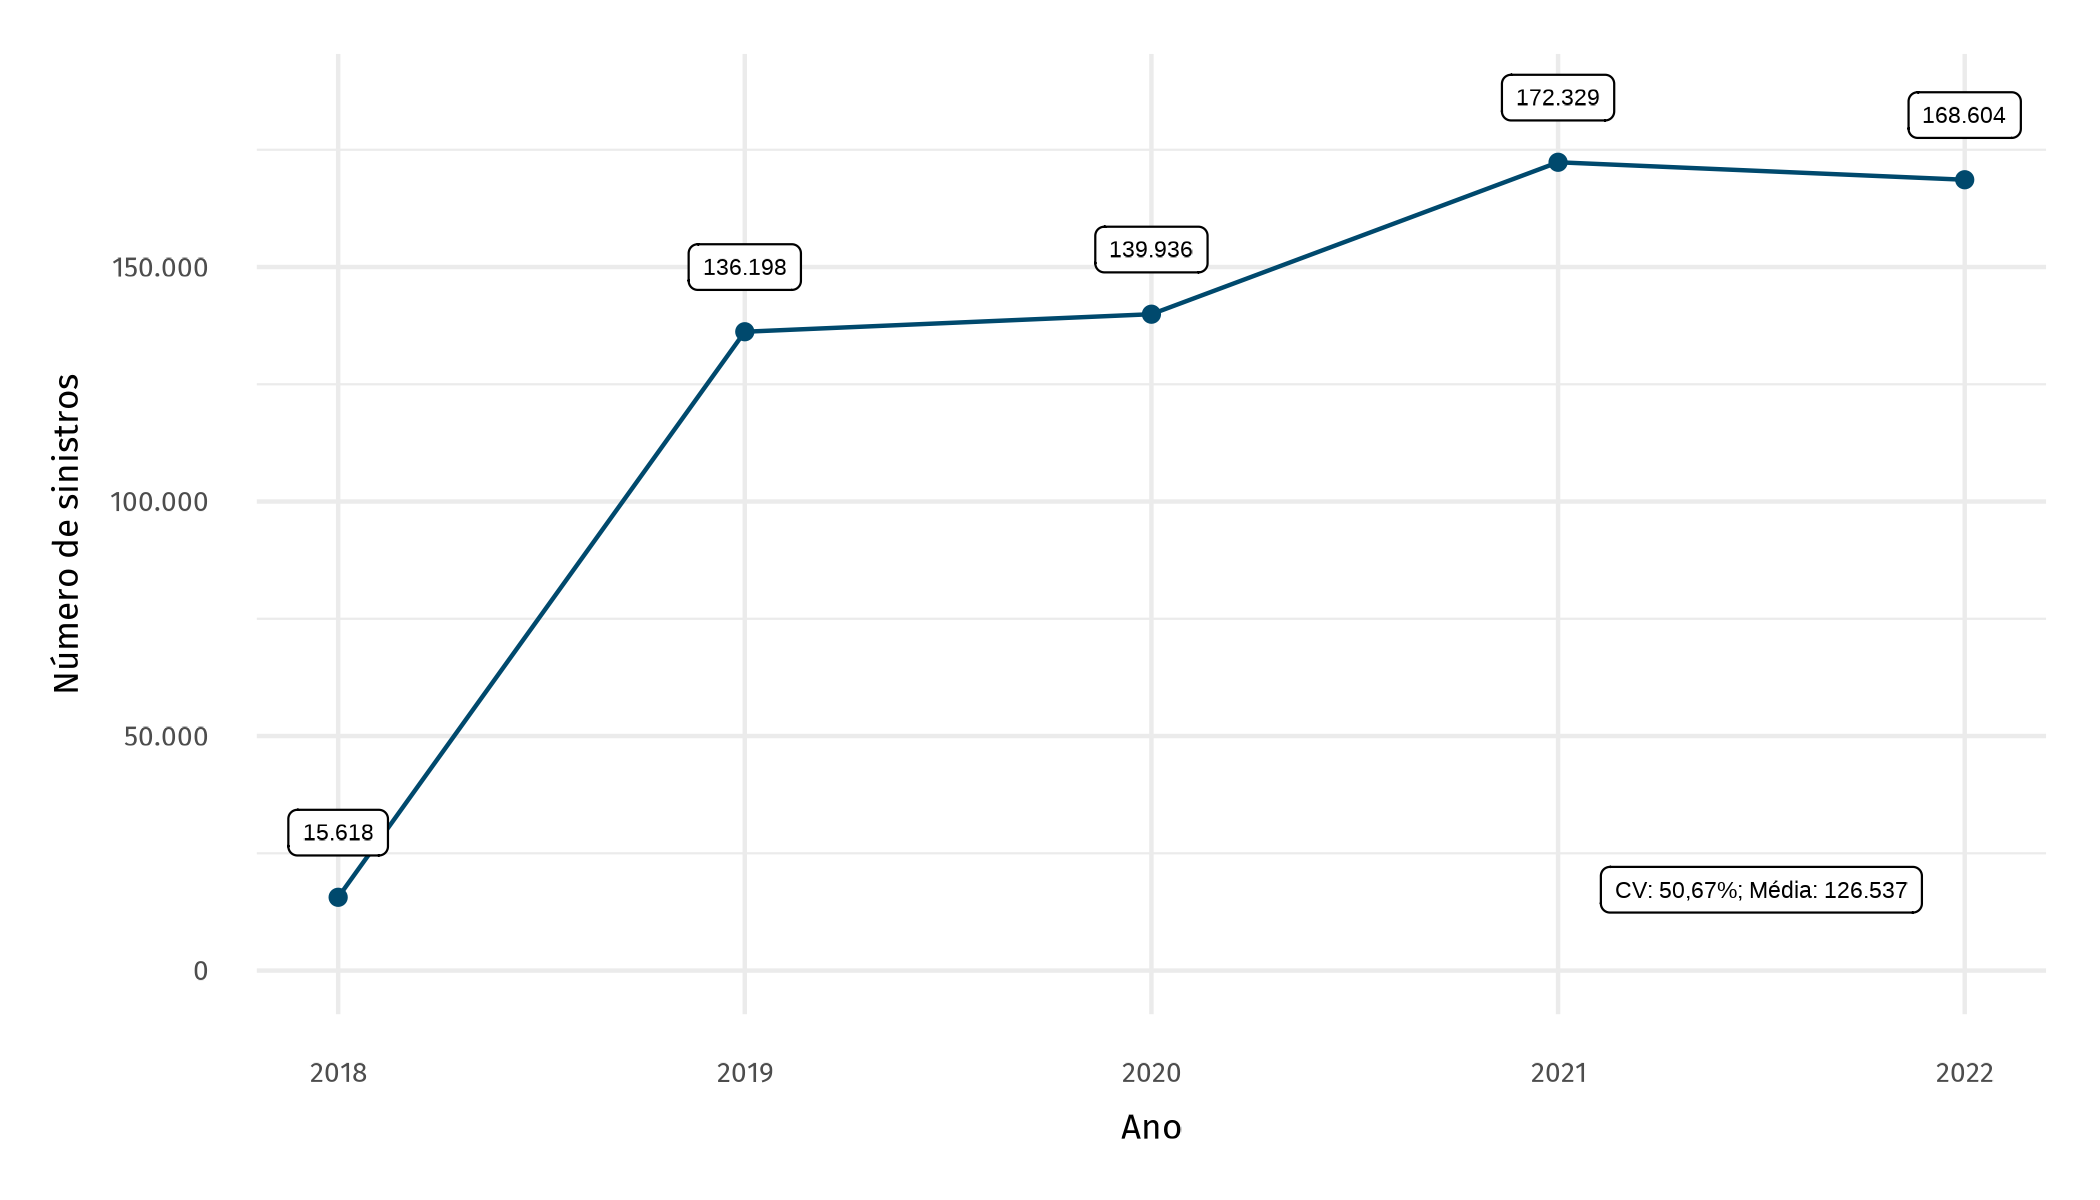 172.329
168.604
139.936
136.198
150.000
100.000
50.000
15.618
CV: 50,67%; Média: 126.537
0
Número de sinistros
2018 2019 2020 2021 2022
Ano